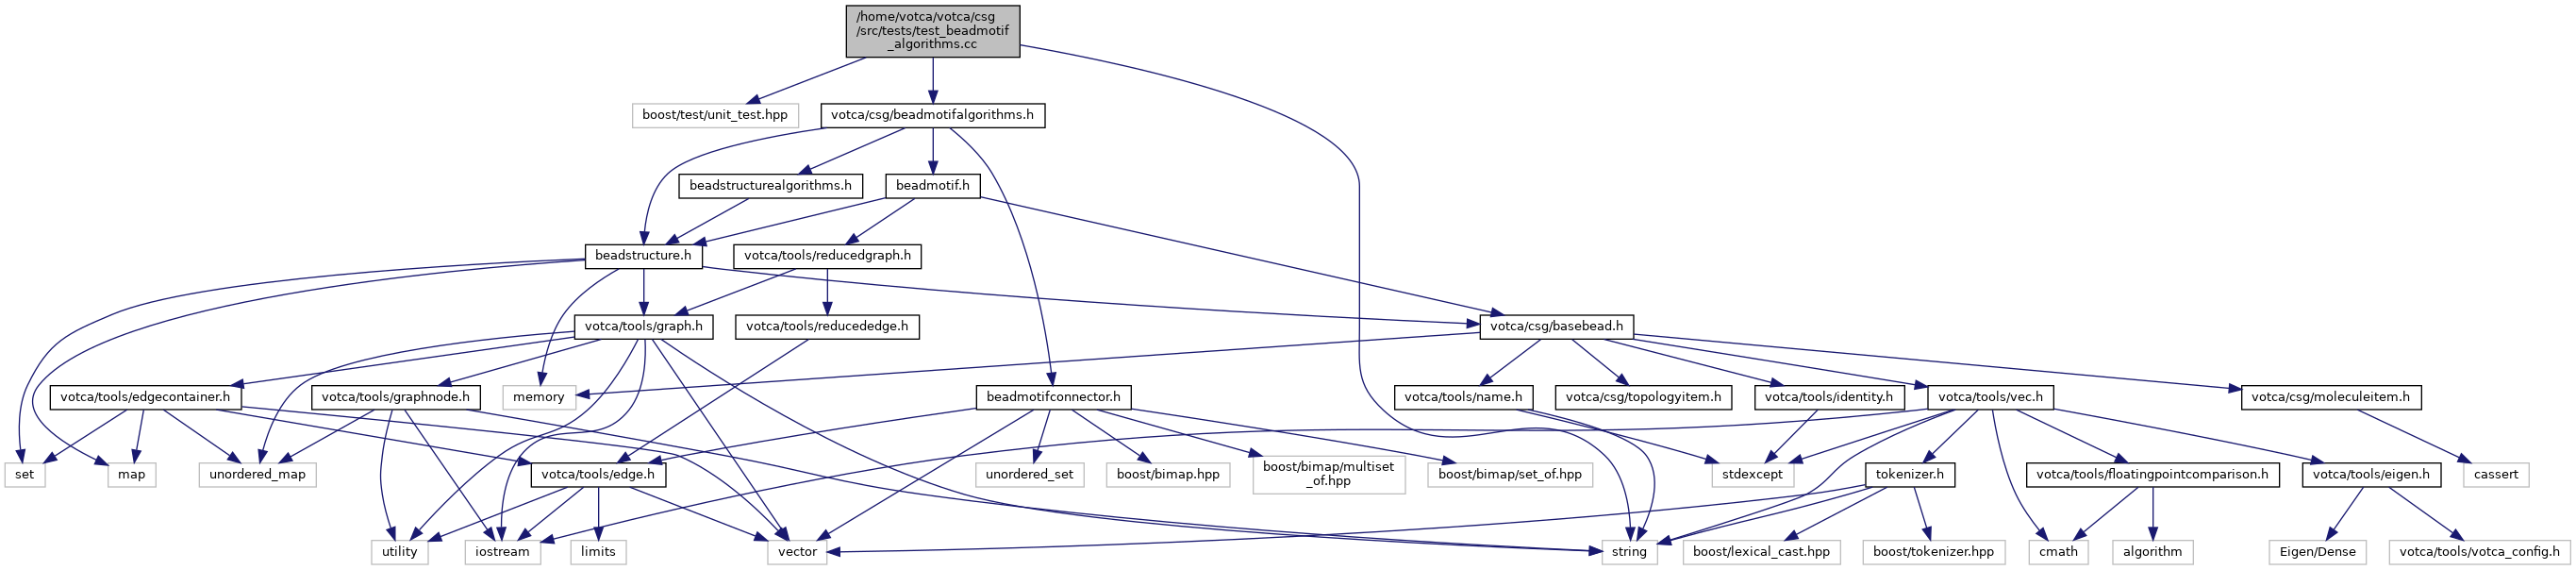 /home/votca/votca/csg
/src/tests/test_beadmotif
_algorithms.cc
boost/test/unit_test.hpp
votca/csg/beadmotifalgorithms.h
beadstructurealgorithms.h
beadmotif.h
beadstructure.h
votca/tools/reducedgraph.h
votca/tools/graph.h
votca/tools/reducededge.h
votca/csg/basebead.h
votca/tools/edgecontainer.h
votca/tools/graphnode.h
memory
beadmotifconnector.h
votca/tools/name.h
votca/csg/topologyitem.h
votca/tools/identity.h
votca/tools/vec.h
votca/csg/moleculeitem.h
set
map
unordered_map
votca/tools/edge.h
unordered_set
boost/bimap.hpp
boost/bimap/multiset
_of.hpp
boost/bimap/set_of.hpp
stdexcept
tokenizer.h
votca/tools/floatingpointcomparison.h
votca/tools/eigen.h
cassert
utility
iostream
limits
vector
string
boost/lexical_cast.hpp
boost/tokenizer.hpp
cmath
algorithm
Eigen/Dense
votca/tools/votca_config.h